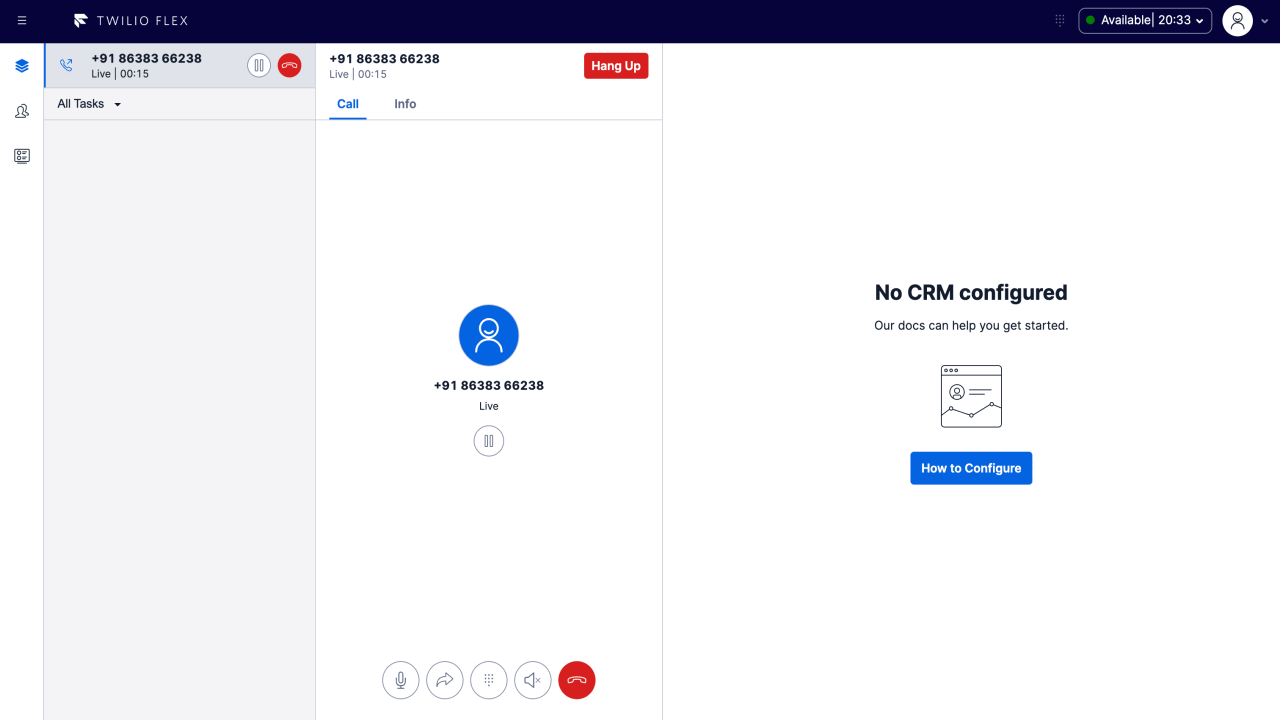 TWILIO FLEX
Available| 20:33
+91 86383 66238
Live | 00:15
All Tasks
+91 86383 66238
Live | 00:15
Hang Up
Call
Info
+91 86383 66238
Live
No CRM configured
Our docs can help you get started.
How to Configure